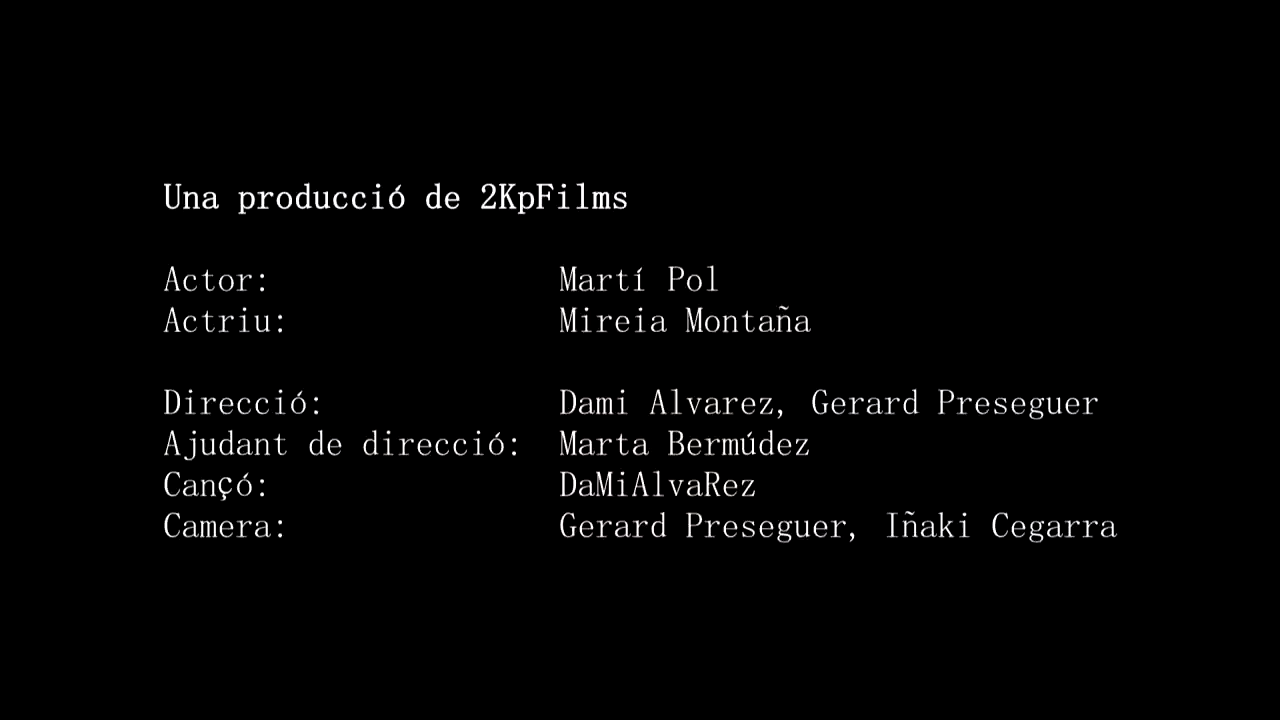 Una producció de 2KpFilms
Actor: Martí Pol
Actriu: Mireia Montaña
Direcció: Dami Alvarez, Gerard Preseguer
Ajudant de direcció: Marta Bermúdez
Cançó: DaMiAlvaRez
Camera: Gerard Preseguer, Iñaki Cegarra